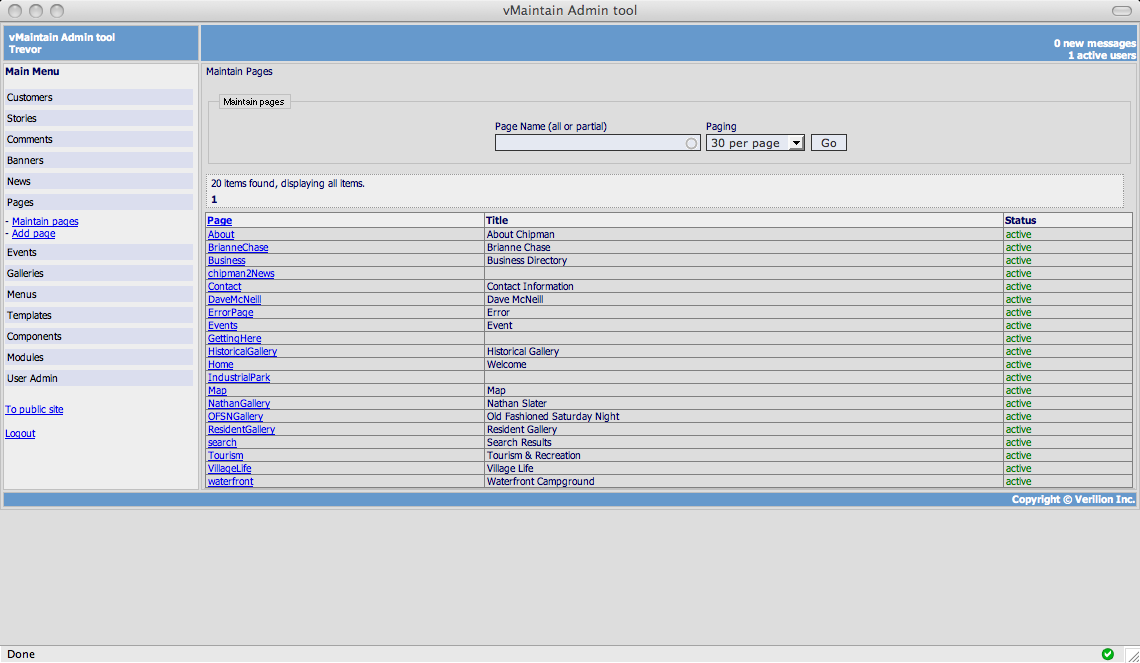 vMaintain Admin tool
vMaintain Admin tool
Trevor
0 new messages
1 active users
Main Menu
Customers
Stories
Comments
Banners
News
Pages
- Maintain pages
- Add page
Events
Galleries
Menus
Templates
Components
Modules
User Admin
To public site
Logout
Maintain Pages
Maintain pages
Page Name (all or partial) Paging
30 per page Go
20 items found, displaying all items.
1
Page Title Status
About About Chipman active
BrianneChase Brianne Chase active
Business Business Directory active
chipman2News active
Contact Contact Information active
DaveMcNeill Dave McNeill active
ErrorPage Error active
Events Event active
GettingHere active
HistoricalGallery Historical Gallery active
Home Welcome active
IndustrialPark active
Map Map active
NathanGallery Nathan Slater active
OFSNGallery Old Fashioned Saturday Night active
ResidentGallery Resident Gallery active
search Search Results active
Tourism Tourism & Recreation active
VillageLife Village Life active
waterfront Waterfront Campground active
Copyright © Verilion Inc.
Done